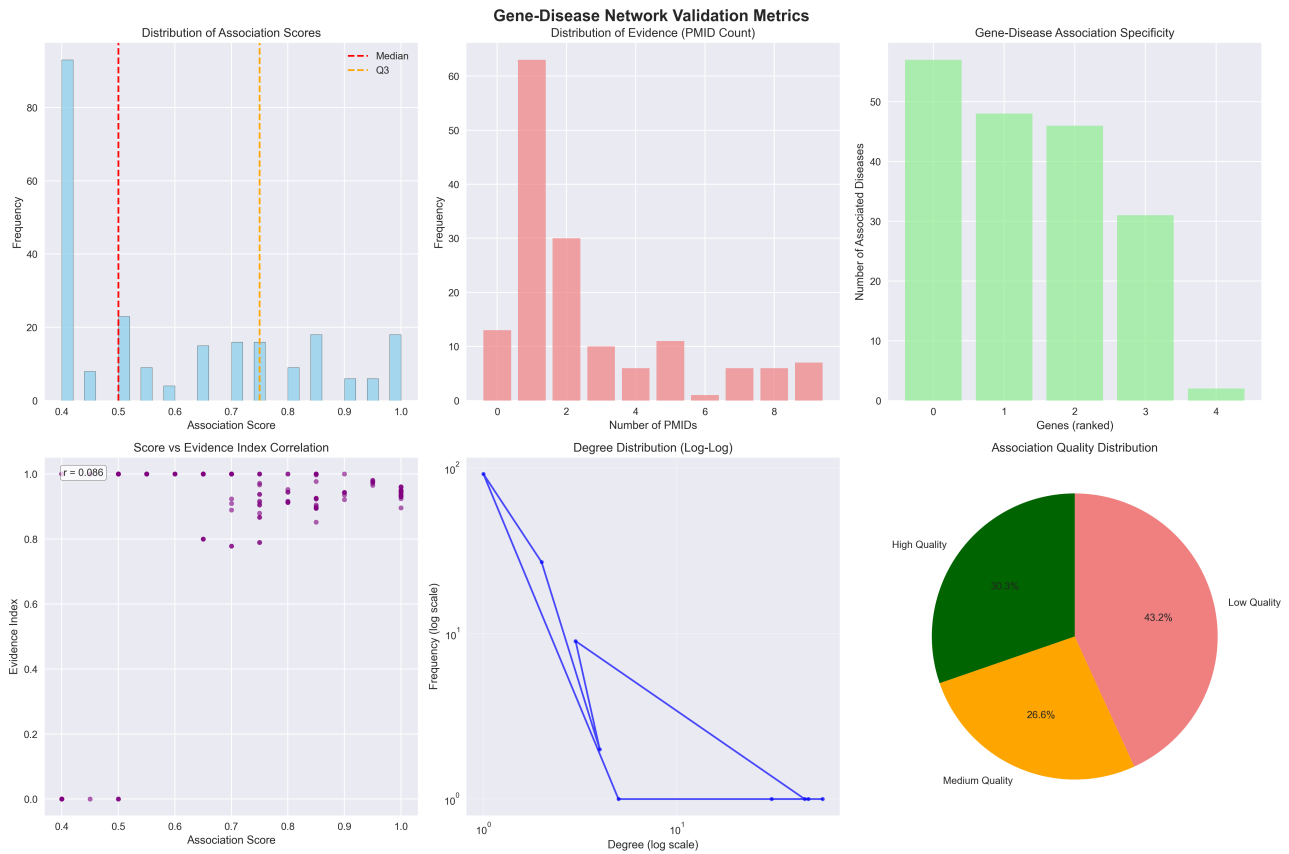 Gene-Disease Network Validation Metrics
Distribution of Association Scores
Frequency
80
60
40
20
0
0.4 0.5 0.6 0.7 0.8 0.9 1.0
Association Score
Median
Q3
Distribution of Evidence (PMID Count)
Frequency
60
50
40
30
20
10
0
0 2 4 6 8
Number of PMIDs
Gene-Disease Association Specificity
Number of Associated Diseases
50
40
30
20
10
0
0 1 2 3 4
Genes (ranked)
Score vs Evidence Index Correlation
r = 0.086
Evidence Index
1.0
0.8
0.6
0.4
0.2
0.0
0.4 0.5 0.6 0.7 0.8 0.9 1.0
Association Score
Degree Distribution (Log-Log)
Frequency (log scale)
10²
10¹
10⁰
10⁰ 10¹
Degree (log scale)
Association Quality Distribution
High Quality
30.3%
Low Quality
43.2%
26.6%
Medium Quality